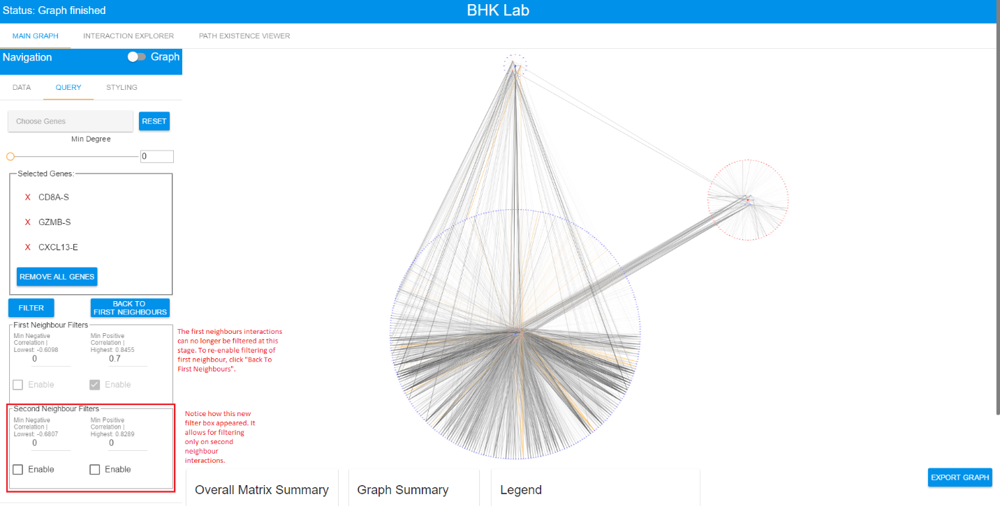 Status: Graph finished
BHK Lab
MAIN GRAPH
INTERACTION EXPLORER
PATH EXISTENCE VIEWER
Navigation
Graph
DATA
QUERY
STYLING
Choose Genes
RESET
Min Degree
0
Selected Genes:
X CD8A-S
X GZMB-S
X CXCL13-E
REMOVE ALL GENES
FILTER
BACK TO
FIRST NEIGHBOURS
First Neighbour Filters
Min Negative
Correlation |
Lowest: -0.6098
0
Min Positive
Correlation |
Highest: 0.8455
0.7
Enable
Enable
The first neighbours interactions
can no longer be filtered at this
stage. To re-enable filtering of
first neighbour, click "Back To
First Neighbours".
Second Neighbour Filters
Min Negative
Correlation |
Lowest: -0.6807
0
Min Positive
Correlation |
Highest: 0.8289
0
Enable
Enable
Notice how this new
filter box appeared. It
allows for filtering
only on second
neighbour
interactions.
Overall Matrix Summary
Graph Summary
Legend
EXPORT GRAPH